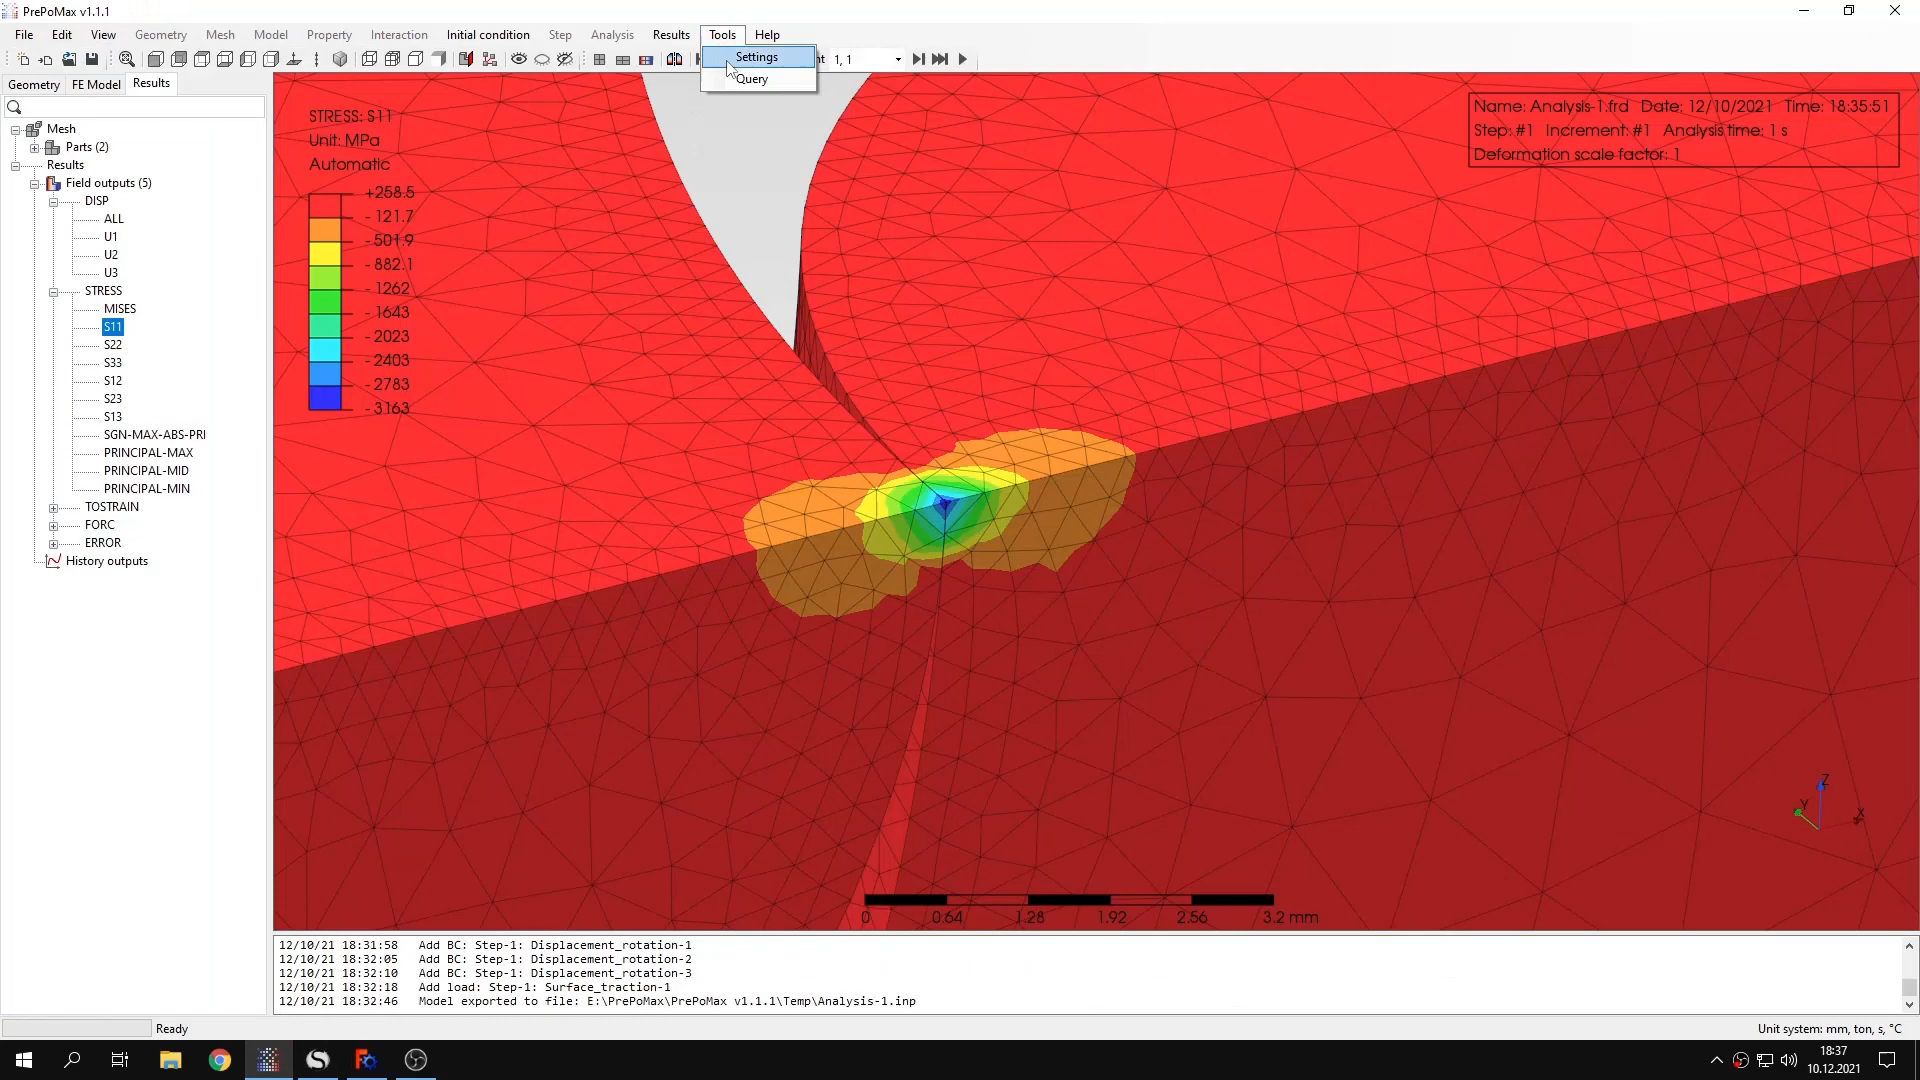 PrePoMax v1.1.1
File Edit View Geometry Mesh Model Property Interaction Initial condition Step Analysis Results Tools Help
Settings
Query
1, 1
Geometry FE Model Results
Mesh
Parts (2)
Results
Field outputs (5)
DISP
ALL
U1
U2
U3
STRESS
MISES
S11
S22
S33
S12
S23
S13
SGN-MAX-ABS-PRI
PRINCIPAL-MAX
PRINCIPAL-MID
PRINCIPAL-MIN
TOSTRAIN
FORC
ERROR
History outputs
STRESS: S11
Unit: MPa
Automatic
+258.5
-121.7
-501.9
-882.1
-1262
-1643
-2023
-2403
-2783
-3163
Name: Analysis-1.frd Date: 12/10/2021 Time: 18:35:51
Step: #1 Increment: #1 Analysis time: 1 s
Deformation scale factor: 1
Z
Y
X
0 0.64 1.28 1.92 2.56 3.2 mm
12/10/21 18:31:58 Add BC: Step-1: Displacement_rotation-1
12/10/21 18:32:05 Add BC: Step-1: Displacement_rotation-2
12/10/21 18:32:10 Add BC: Step-1: Displacement_rotation-3
12/10/21 18:32:18 Add load: Step-1: Surface_traction-1
12/10/21 18:32:46 Model exported to file: E:\PrePoMax\PrePoMax v1.1.1\Temp\Analysis-1.inp
Ready
Unit system: mm, ton, s, °C
18:37
10.12.2021